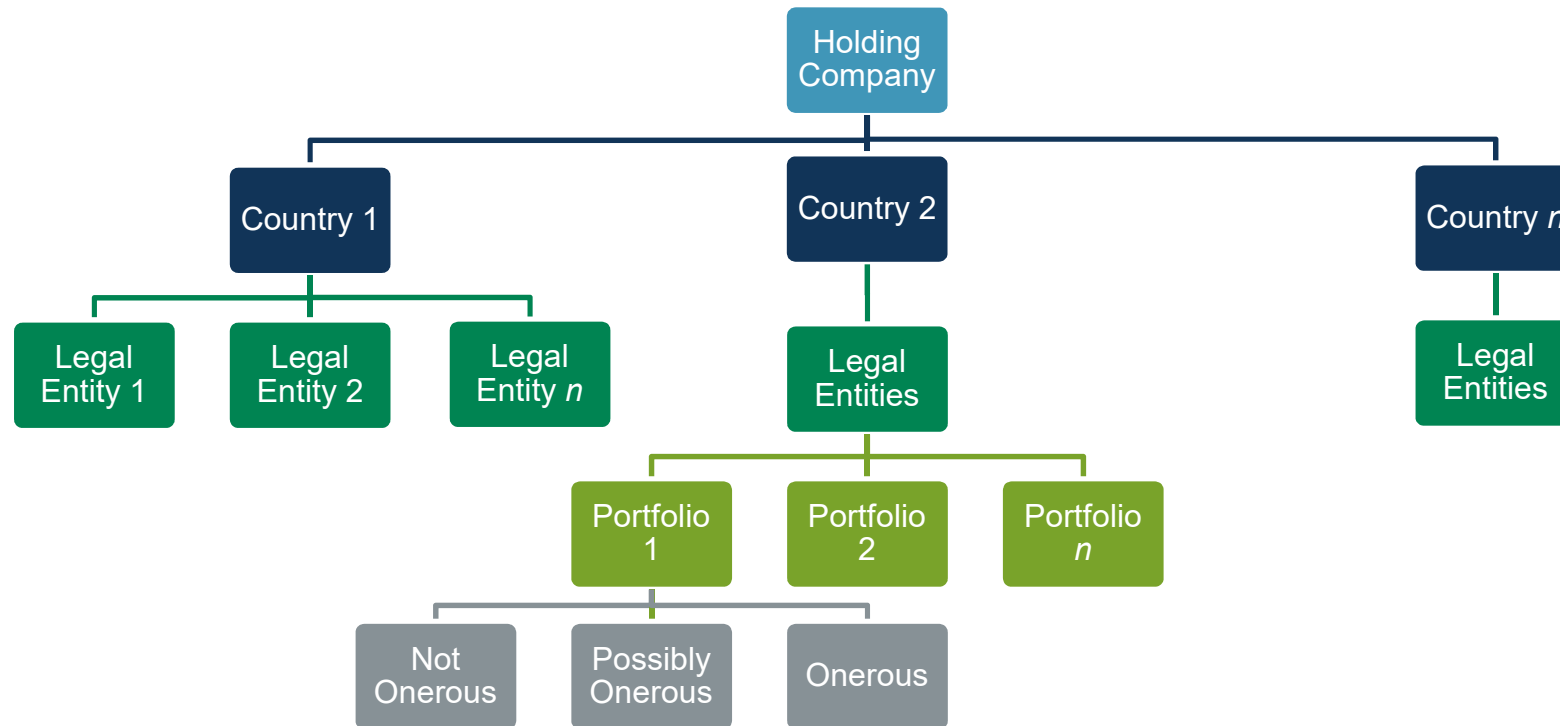 Holding
Company
Country 1
Country 2
Country n
Legal
Entity 1
Legal
Entity 2
Legal
Entity n
Legal
Entities
Legal
Entities
Portfolio
1
Portfolio
2
Portfolio
n
Not
Onerous
Possibly
Onerous
Onerous